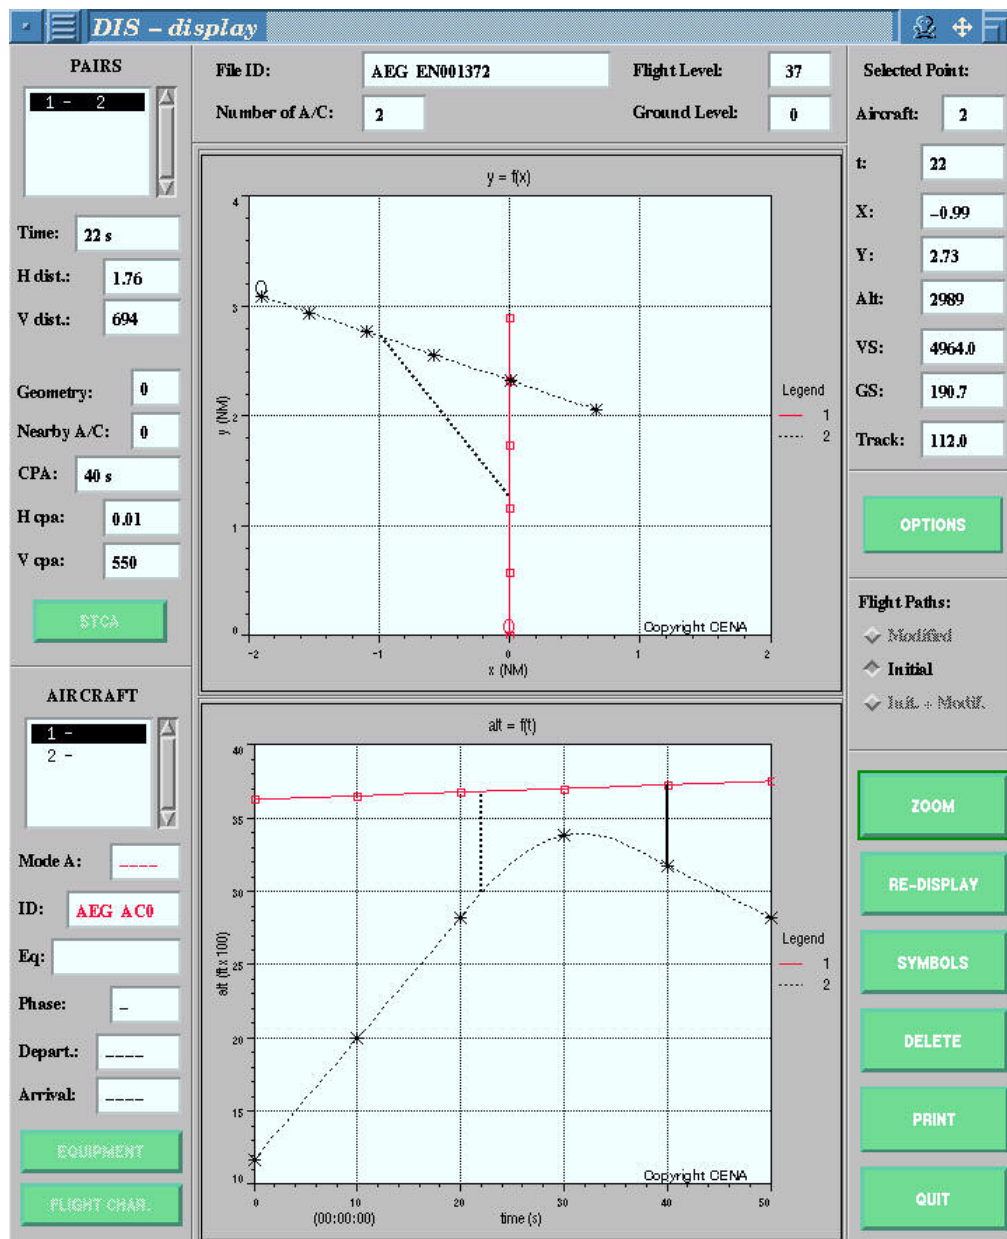 DIS – display
PAIRS
1 – 2
Time: 22 s
H dist.: 1.76
V dist.: 694
Geometry: 0
Nearby A/C: 0
CPA: 40 s
H cpa: 0.01
V cpa: 550
STCA
AIRCRAFT
1 –
2 –
Mode A: ----
ID: AEG AC0
Eq:
Phase: –
Depart.: ----
Arrival: ----
EQUIPMENT
FLIGHT CHAR.
File ID: AEG EN001372
Flight Level: 37
Number of A/C: 2
Ground Level: 0
y = f(x)
4
3
2
1
0
y (NM)
-2 -1 0 1 2
x (NM)
Legend
1
2
Copyright CENA
alt = f(t)
40
35
30
25
20
15
10
alt (ft x 100)
0 10 20 30 40 50
(00:00:00) time (s)
Legend
1
2
Copyright CENA
Selected Point:
Aircraft: 2
t: 22
X: –0.99
Y: 2.73
Alt: 2989
VS: 4964.0
GS: 190.7
Track: 112.0
OPTIONS
Flight Paths:
Modified
Initial
Init. + Modif.
ZOOM
RE–DISPLAY
SYMBOLS
DELETE
PRINT
QUIT